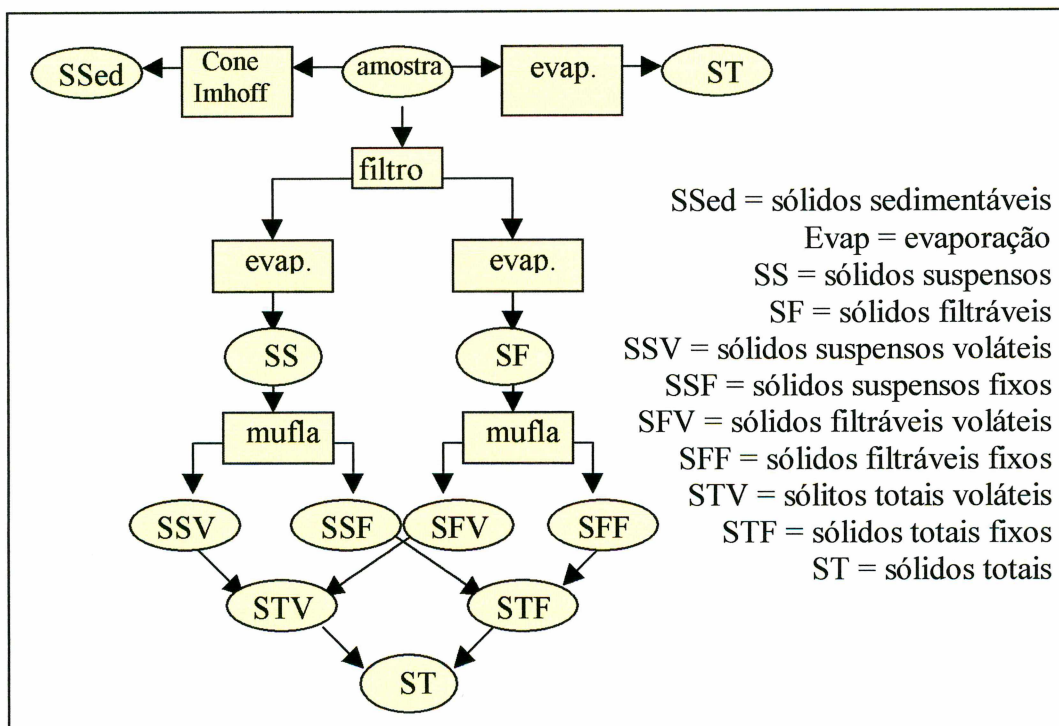 SSed
Cone
Imhoff
amostra
evap.
ST
filtro
evap.
evap.
SS
SF
mufla
mufla
SSV
SSF
SFV
SFF
STV
STF
ST
SSed = sólidos sedimentáveis
Evap = evaporação
SS = sólidos suspensos
SF = sólidos filtráveis
SSV = sólidos suspensos voláteis
SSF = sólidos suspensos fixos
SFV = sólidos filtráveis voláteis
SFF = sólidos filtráveis fixos
STV = sólitos totais voláteis
STF = sólidos totais fixos
ST = sólidos totais